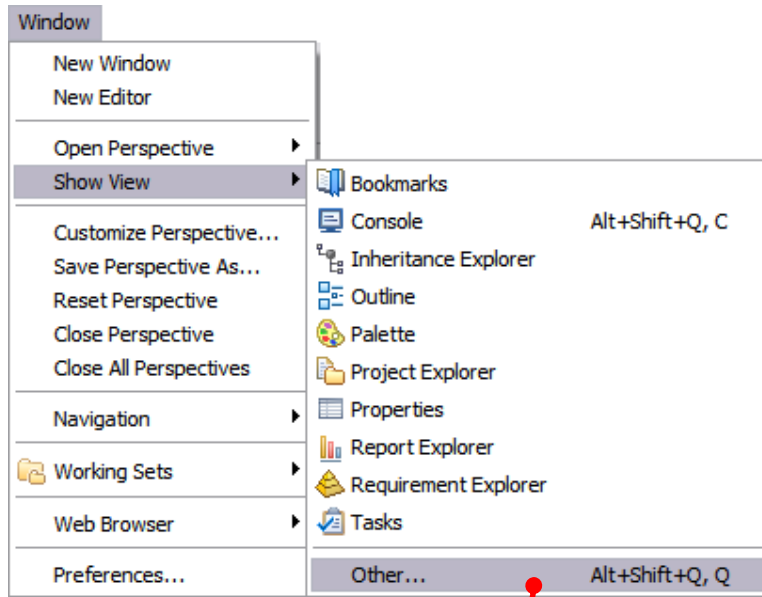 Window
New Window
New Editor
Open Perspective
Show View
Customize Perspective...
Save Perspective As...
Reset Perspective
Close Perspective
Close All Perspectives
Navigation
Working Sets
Web Browser
Preferences...
Bookmarks
Console Alt+Shift+Q, C
Inheritance Explorer
Outline
Palette
Project Explorer
Properties
Report Explorer
Requirement Explorer
Tasks
Other... Alt+Shift+Q, Q